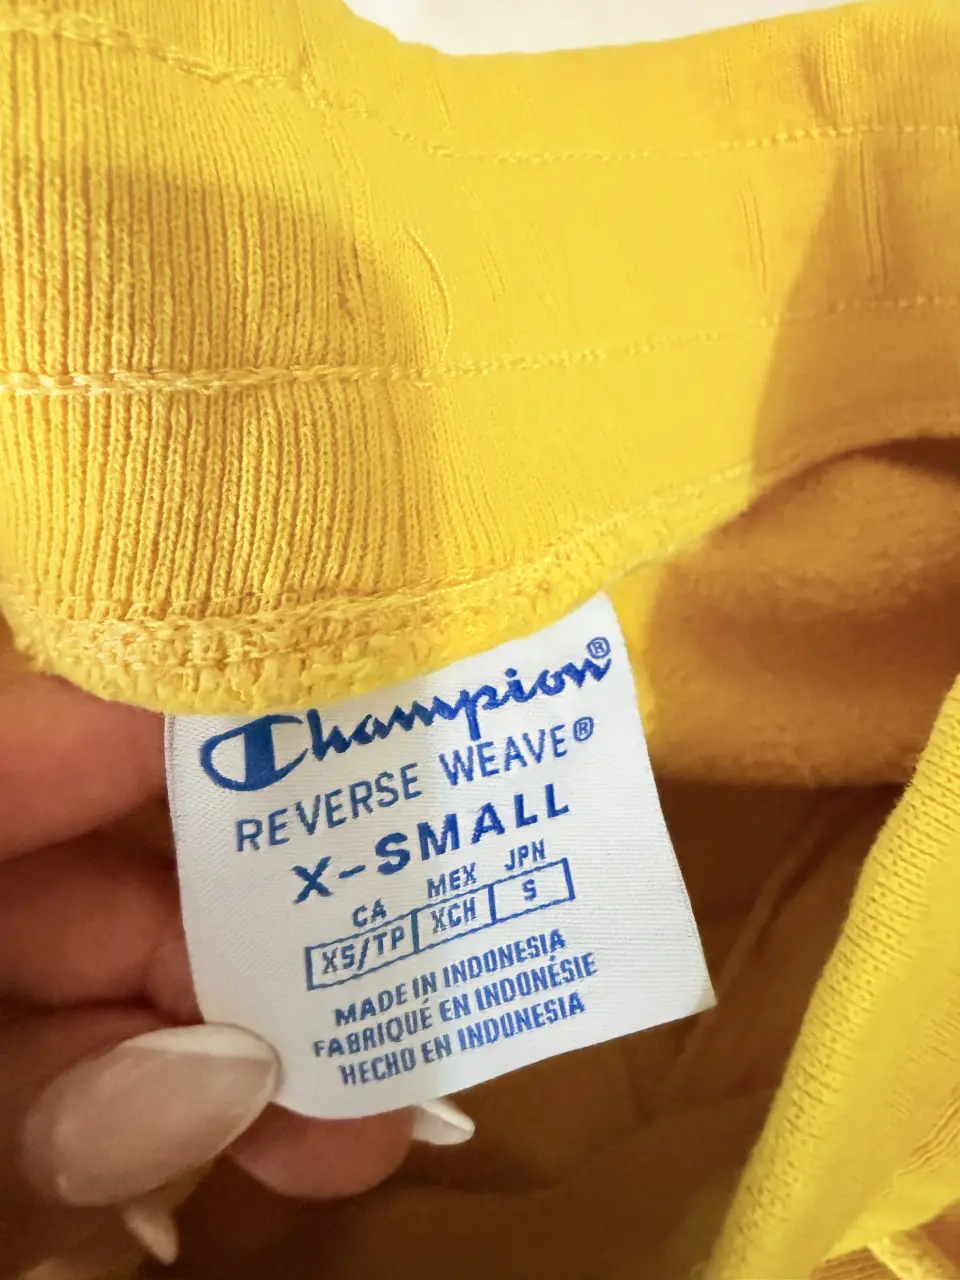 Champion®
REVERSE WEAVE®
X-SMALL
CA MEX JPN
XS/TP XCH S
MADE IN INDONESIA
FABRIQUÉ EN INDONÉSIE
HECHO EN INDONESIA